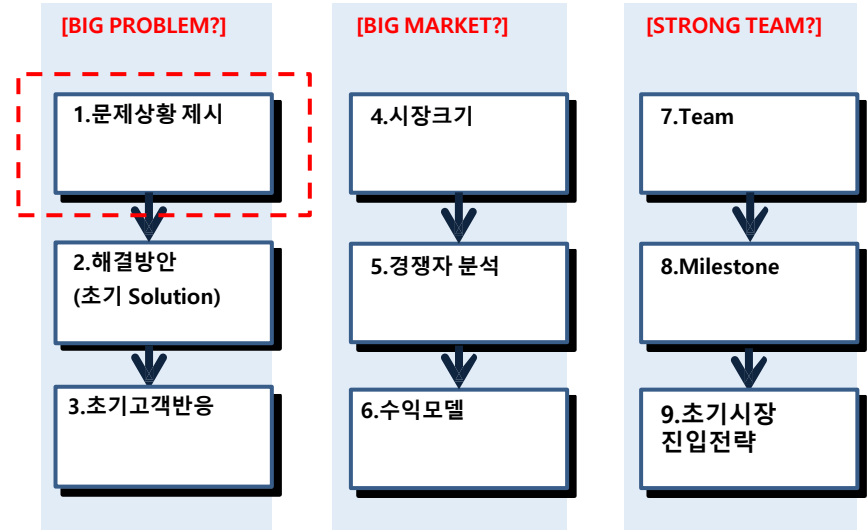 [BIG PROBLEM?]
1.문제상황 제시
2.해결방안
(초기 Solution)
3.초기고객반응
[BIG MARKET?]
4.시장크기
5.경쟁자 분석
6.수익모델
[STRONG TEAM?]
7.Team
8.Milestone
9.초기시장
진입전략